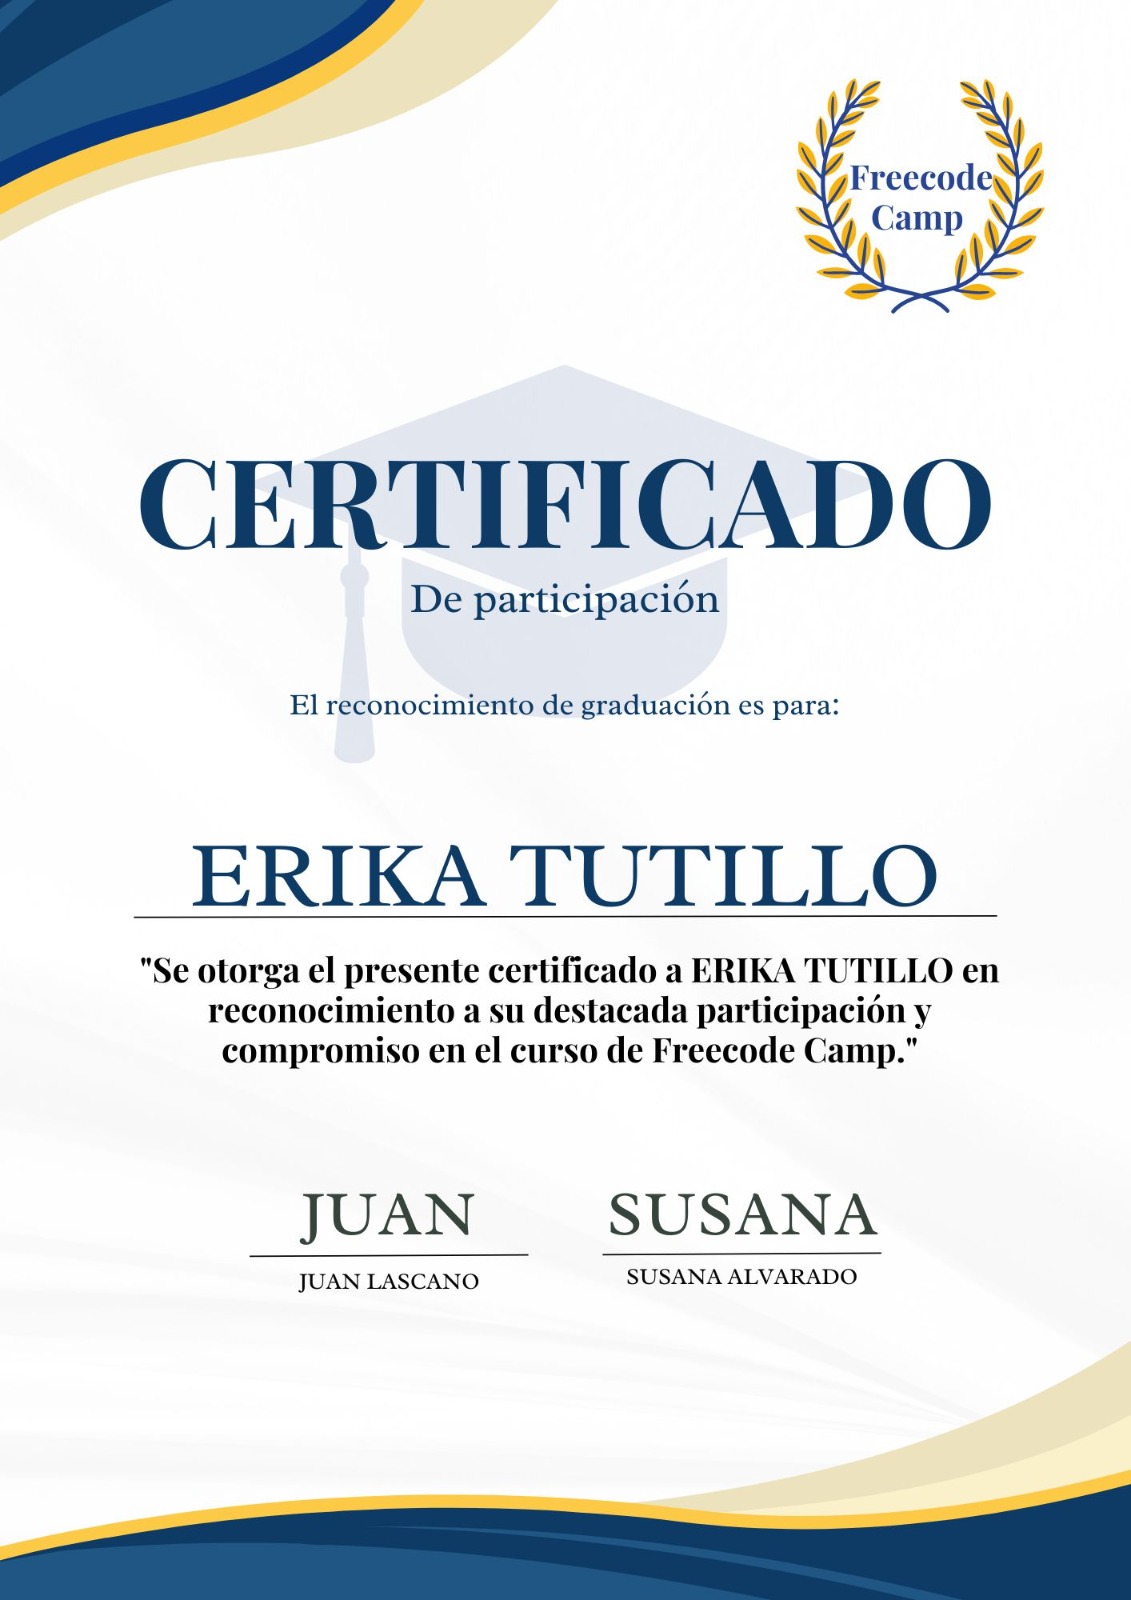 Freecode
Camp
CERTIFICADO
De participación
El reconocimiento de graduación es para:
ERIKA TUTILLO
"Se otorga el presente certificado a ERIKA TUTILLO en
reconocimiento a su destacada participación y
compromiso en el curso de Freecode Camp."
JUAN
SUSANA
JUAN LASCANO
SUSANA ALVARADO